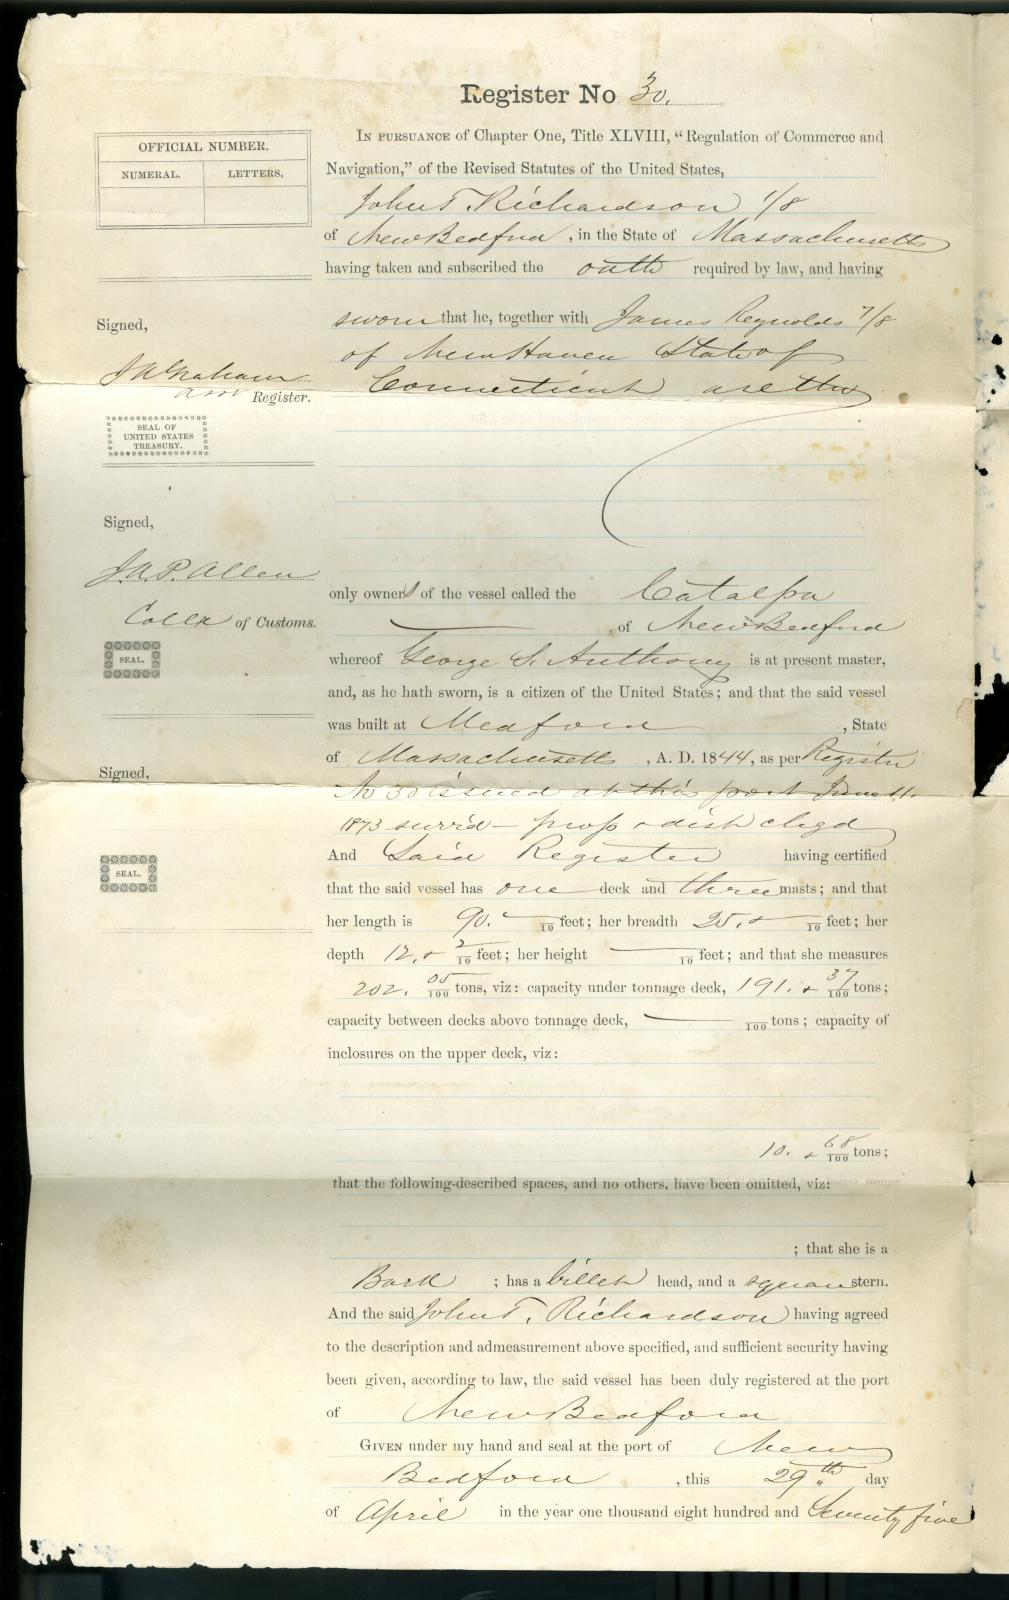 Register No 30.
OFFICIAL NUMBER.
NUMERAL. LETTERS.
IN PURSUANCE of Chapter One, Title XLVIII, "Regulation of Commerce and
Navigation," of the Revised Statutes of the United States,
John T. Richardson 1/8
of New Bedford, in the State of Massachusetts
having taken and subscribed the oath required by law, and having
sworn that he, together with James Reynolds 7/8
of New Haven State of
Connecticut are the
Signed,
Register.
SEAL OF
UNITED STATES
TREASURY.
Signed,
J.A.P. Allen
Collr of Customs.
SEAL.
Signed,
SEAL.
only owners of the vessel called the Catalpa
of New Bedford
whereof George S. Anthony is at present master,
and, as he hath sworn, is a citizen of the United States; and that the said vessel
was built at Medford, State
of Massachusetts, A. D. 1844, as per Register
No 30 issued at this port June 11.
1873 surr'd - prop & dist chgd
And Said Register having certified
that the said vessel has one deck and three masts; and that
her length is 90. /10 feet; her breadth 25. & /10 feet; her
depth 12. & 2/10 feet; her height /10 feet; and that she measures
202. 05/100 tons, viz: capacity under tonnage deck, 191. & 37/100 tons;
capacity between decks above tonnage deck, /100 tons; capacity of
inclosures on the upper deck, viz:
10. & 68/100 tons;
that the following-described spaces, and no others, have been omitted, viz:
; that she is a
Bark; has a billet head, and a square stern.
And the said John T. Richardson having agreed
to the description and admeasurement above specified, and sufficient security having
been given, according to law, the said vessel has been duly registered at the port
of New Bedford
GIVEN under my hand and seal at the port of New
Bedford, this 29th day
of April in the year one thousand eight hundred and Seventy five